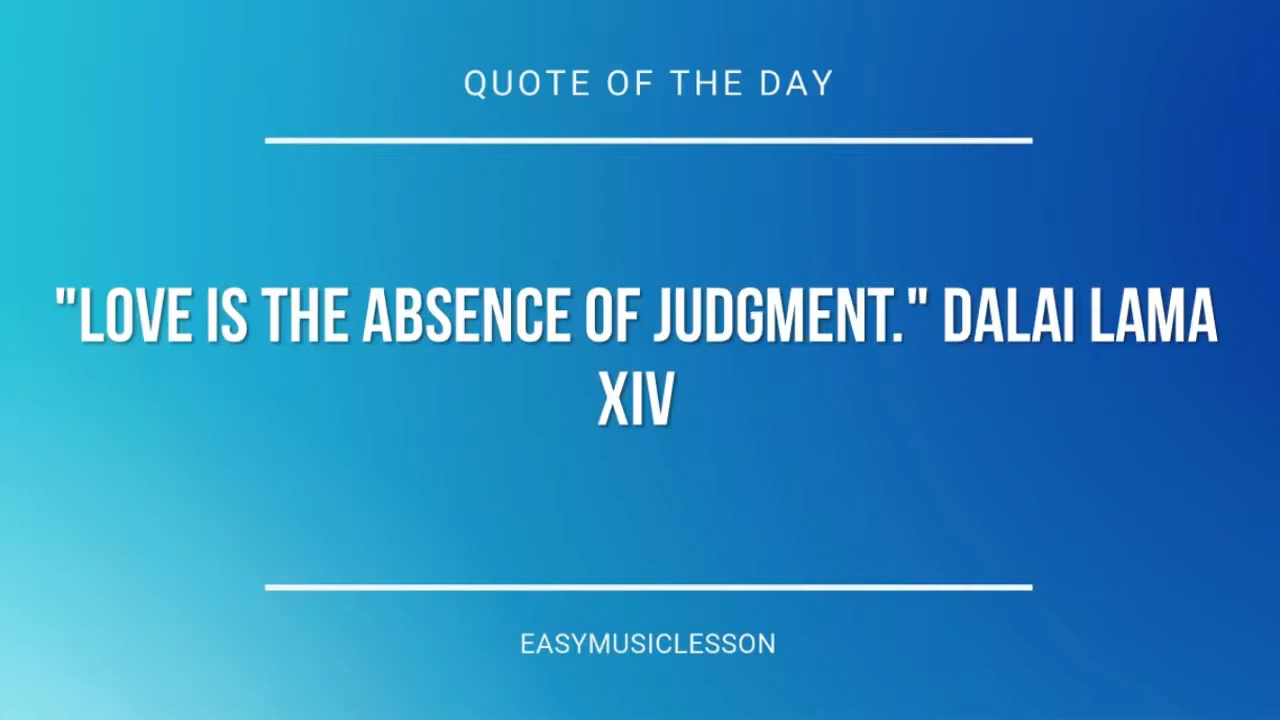 QUOTE OF THE DAY
"LOVE IS THE ABSENCE OF JUDGMENT." DALAI LAMA
XIV
EASYMUSICLESSON